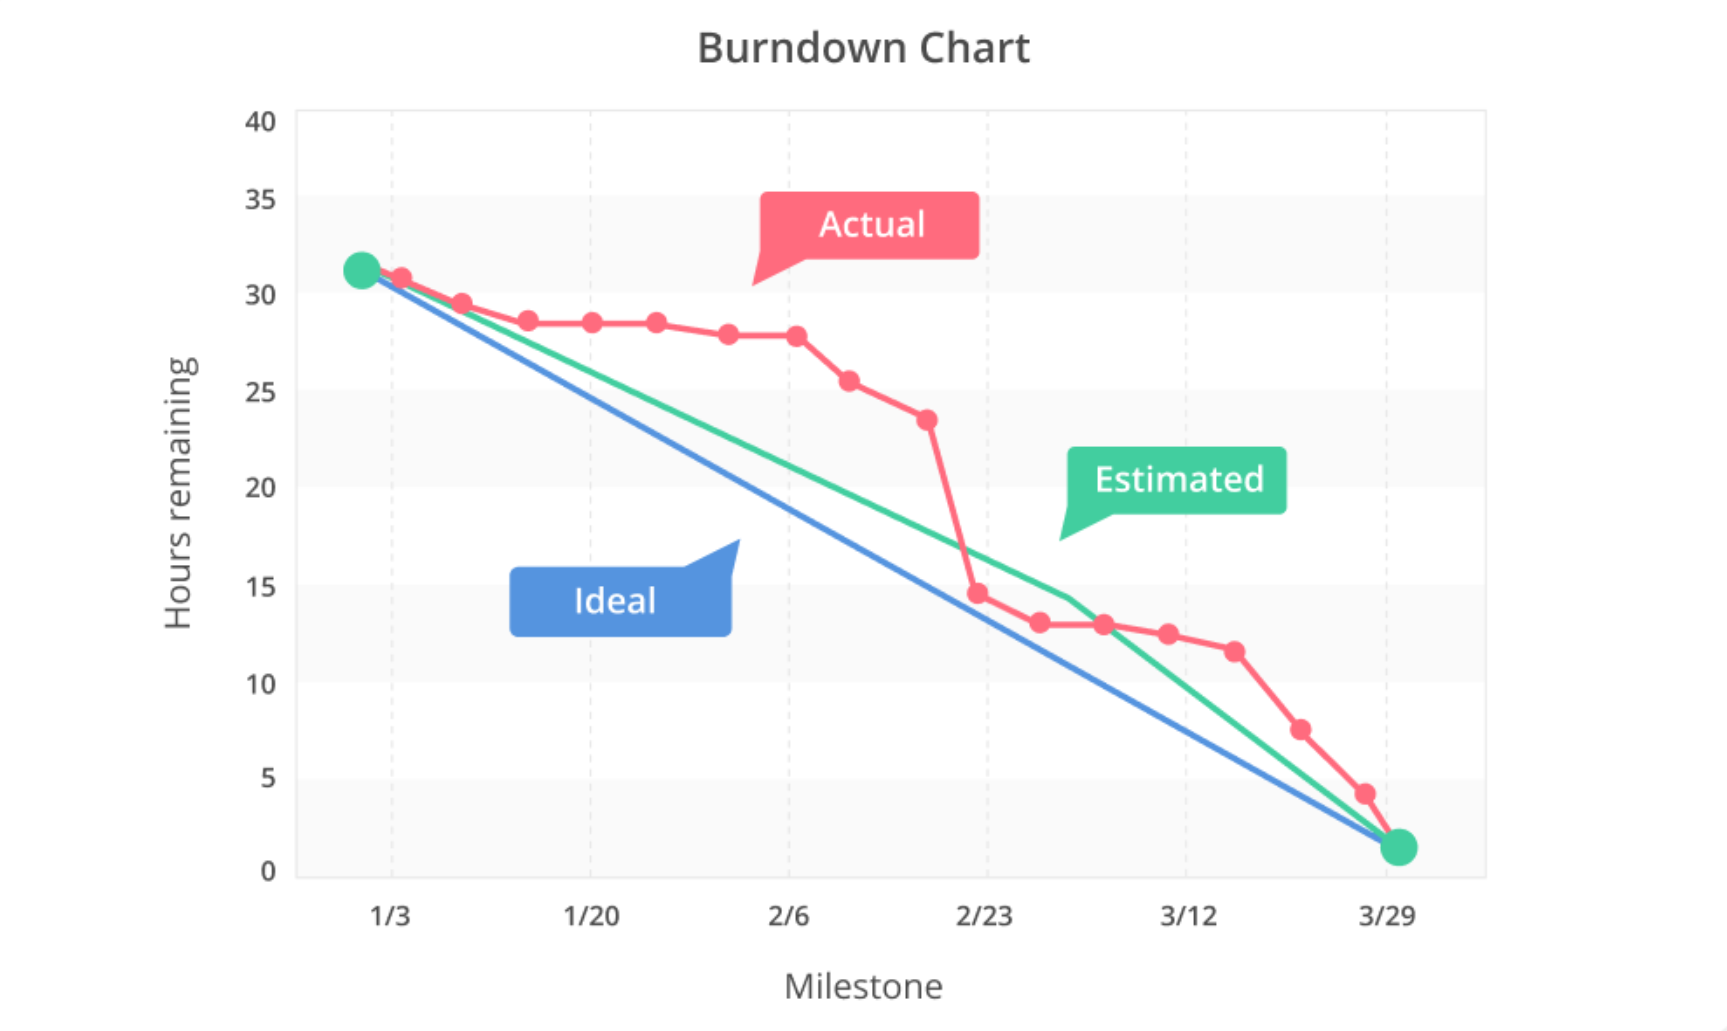 Burndown Chart
40
35
30
25
20
15
10
5
0
Hours remaining
Actual
Estimated
Ideal
1/3 1/20 2/6 2/23 3/12 3/29
Milestone